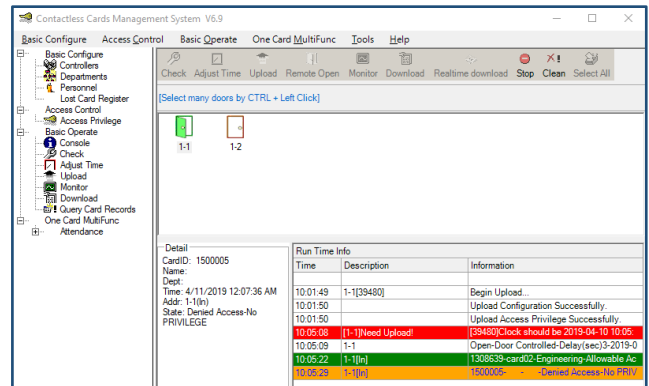 Contactless Cards Management System V6.9
Basic Configure Access Control Basic Operate One Card MultiFunc Tools Help
Basic Configure
Controllers
Departments
Personnel
Lost Card Register
Access Control
Access Privilege
Basic Operate
Console
Check
Adjust Time
Upload
Monitor
Download
Query Card Records
One Card MultiFunc
Attendance
Check Adjust Time Upload Remote Open Monitor Download Realtime download Stop Clean Select All
[Select many doors by CTRL + Left Click]
1-1 1-2
Detail
CardID: 1500005
Name:
Dept:
Time: 4/11/2019 12:07:36 AM
Addr: 1-1(In)
State: Denied Access-No
PRIVILEGE
Run Time Info
Time Description Information
10:01:49 1-1[39480] Begin Upload...
10:01:50 Upload Configuration Successfully.
10:01:50 Upload Access Privilege Successfully.
10:05:08 [1-1]Need Upload! [39480]Clock should be 2019-04-10 10:05:
10:05:09 1-1 Open-Door Controlled-Delay(sec)3-2019-0
10:05:22 1-1[In] 1308639-card02-Engineering-Allowable Ac
10:05:29 1-1[In] 1500005- - -Denied Access-No PRIV